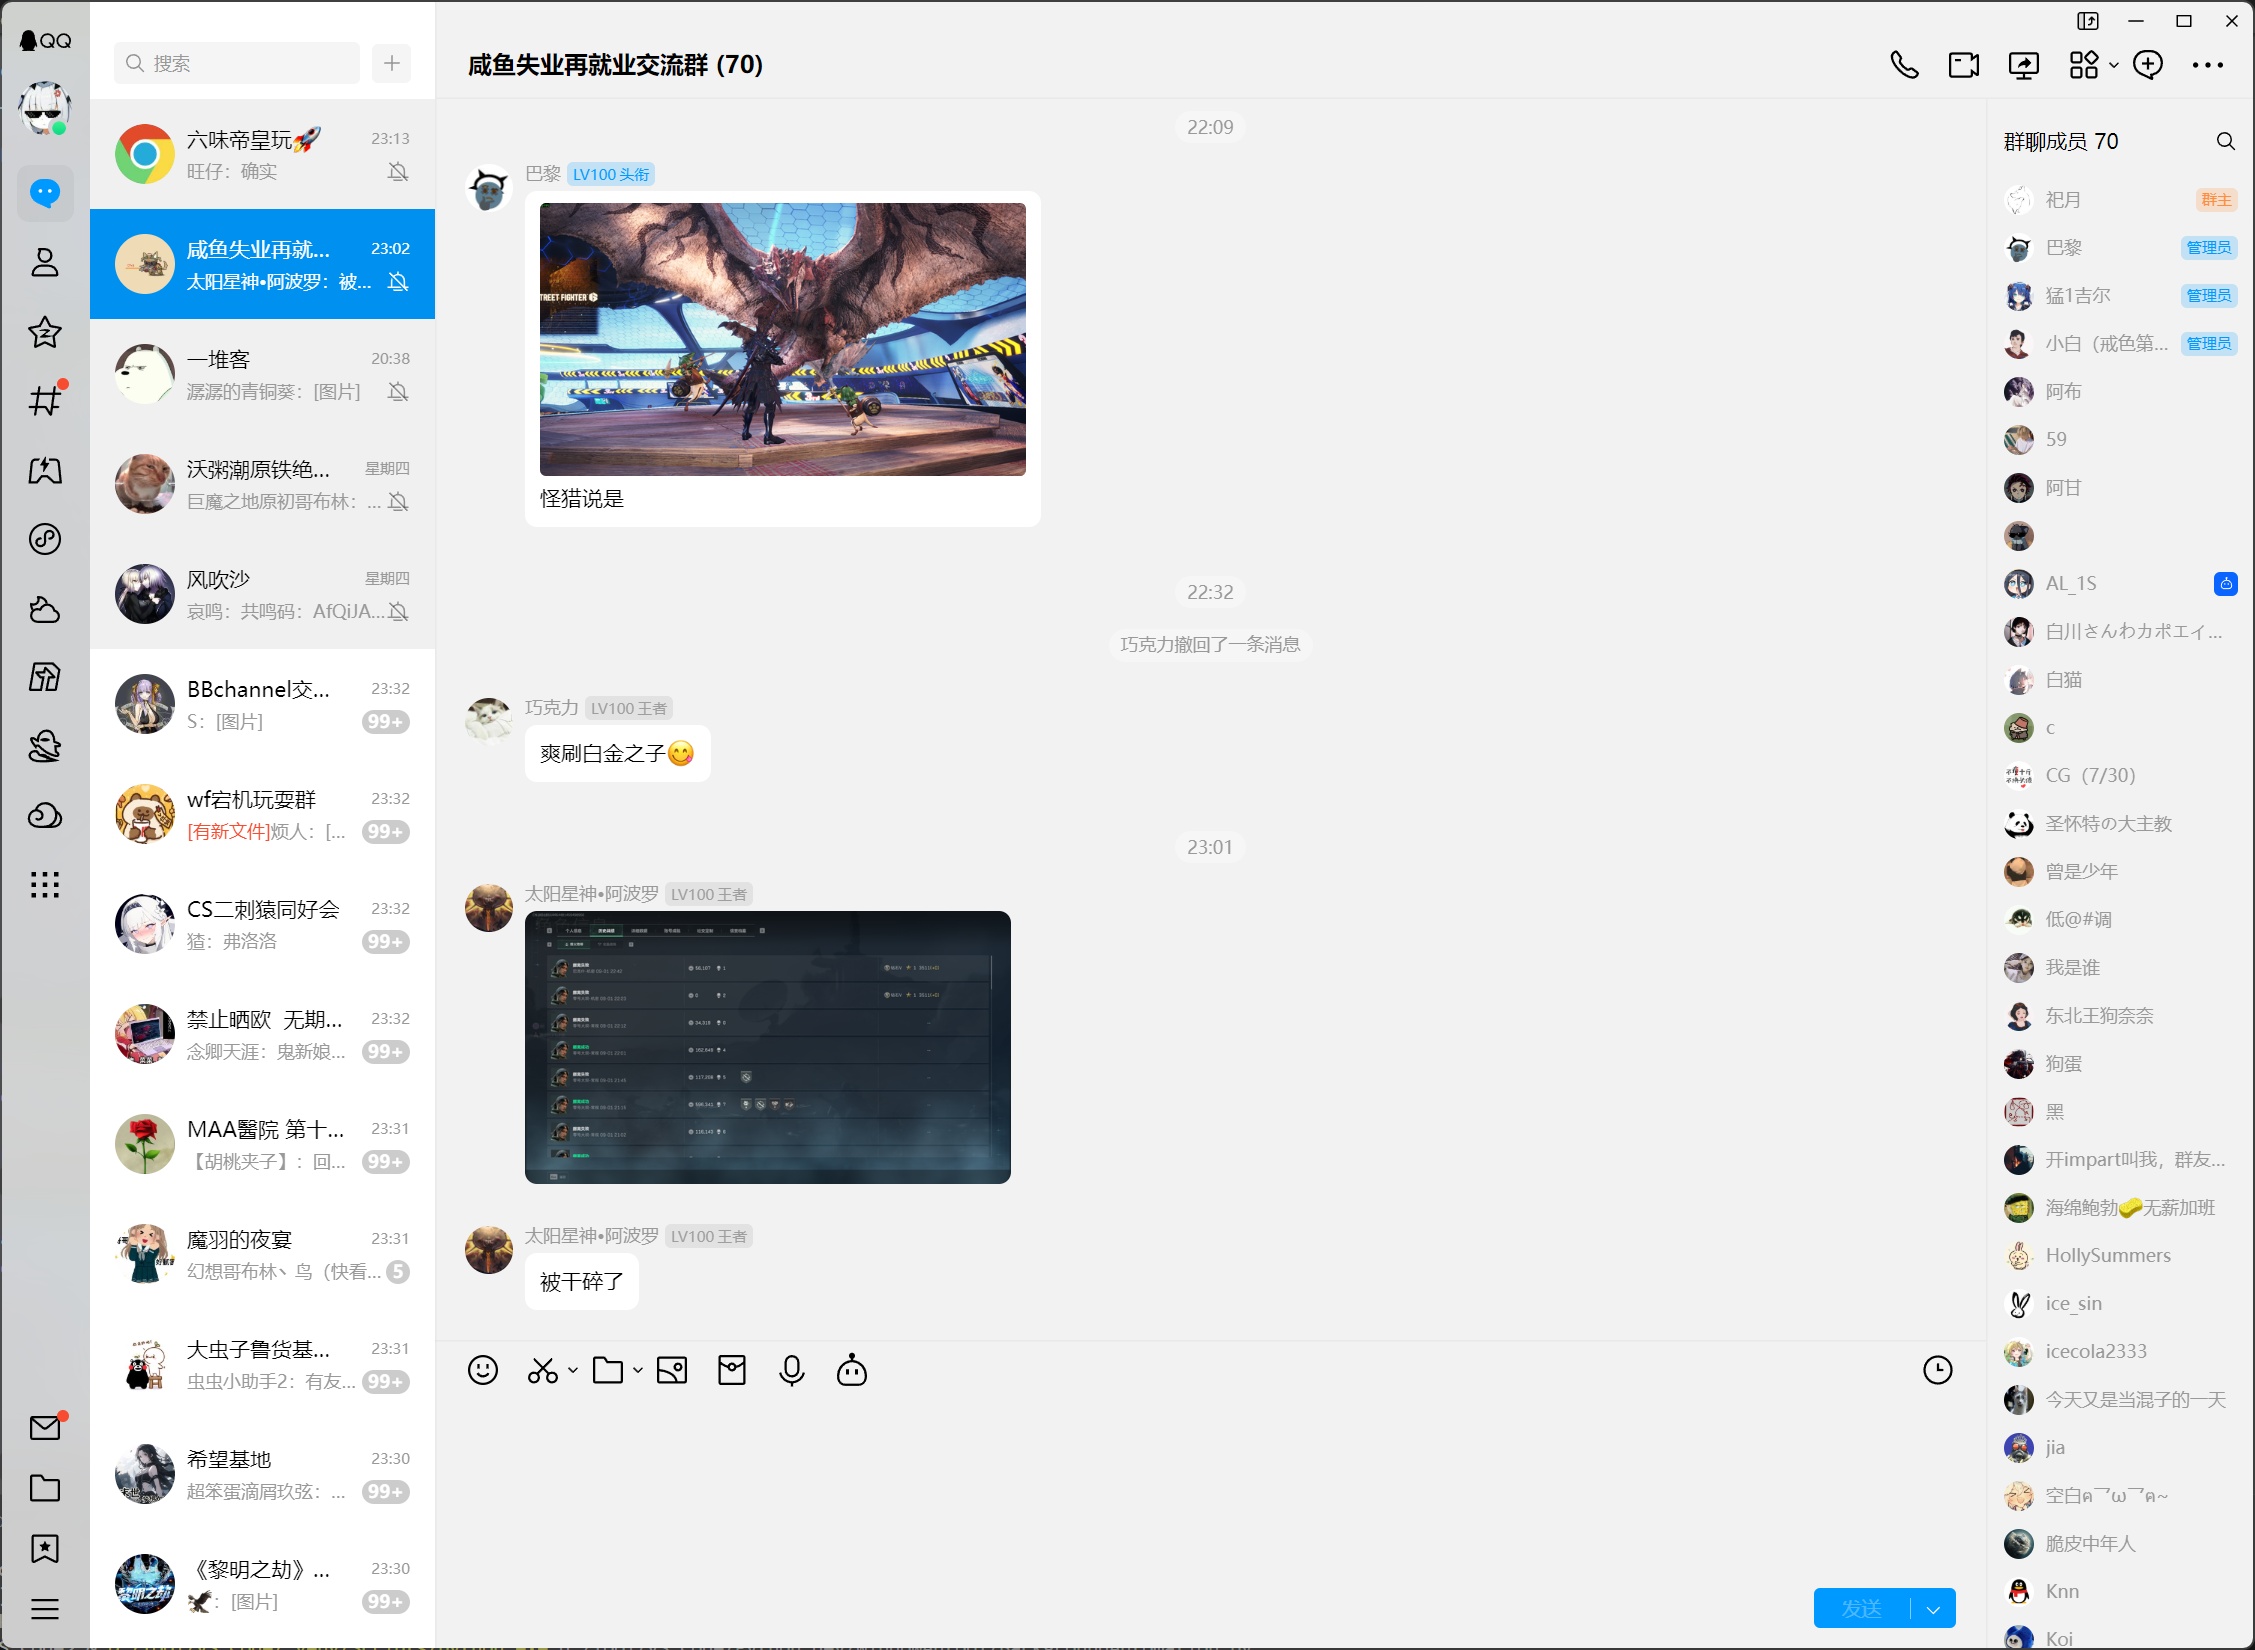 QQ
搜索
六味帝皇玩🚀
23:13
旺仔：确实
咸鱼失业再就...
23:02
太阳星神•阿波罗：被...
一堆客
20:38
潺潺的青铜葵：[图片]
沃粥潮原铁绝...
星期四
巨魔之地原初哥布林：...
风吹沙
星期四
哀鸣：共鸣码：AfQiJA...
BBchannel交...
23:32
S：[图片]
99+
wf宕机玩耍群
23:32
[有新文件]烦人：[...
99+
CS二刺猿同好会
23:32
猹：弗洛洛
99+
禁止晒欧 无期...
23:32
念卿天涯：鬼新娘...
99+
MAA醫院 第十...
23:31
【胡桃夹子】：回...
99+
魔羽的夜宴
23:31
幻想哥布林丶鸟（快看...
5
大虫子鲁货基...
23:31
虫虫小助手2：有友...
99+
希望基地
23:30
超笨蛋滴屑玖弦：...
99+
《黎明之劫》...
23:30
🦅：[图片]
99+
咸鱼失业再就业交流群 (70)
22:09
巴黎 LV100 头衔
TREET FIGHTER 6
怪猎说是
22:32
巧克力撤回了一条消息
巧克力 LV100 王者
爽刷白金之子😋
23:01
太阳星神•阿波罗 LV100 王者
太阳星神•阿波罗 LV100 王者
被干碎了
发送
群聊成员 70
祀月 群主
巴黎 管理员
猛1吉尔 管理员
小白（戒色第... 管理员
阿布
59
阿甘
AL_1S
白川さんわカポエイ...
白猫
c
CG（7/30）
圣怀特の大主教
曾是少年
低@#调
我是谁
东北王狗奈奈
狗蛋
黑
开impart叫我，群友...
海绵鲍勃🧽无薪加班
HollySummers
ice_sin
icecola2333
今天又是当混子的一天
jia
空白ฅ乛ω乛ฅ~
脆皮中年人
Knn
Koi